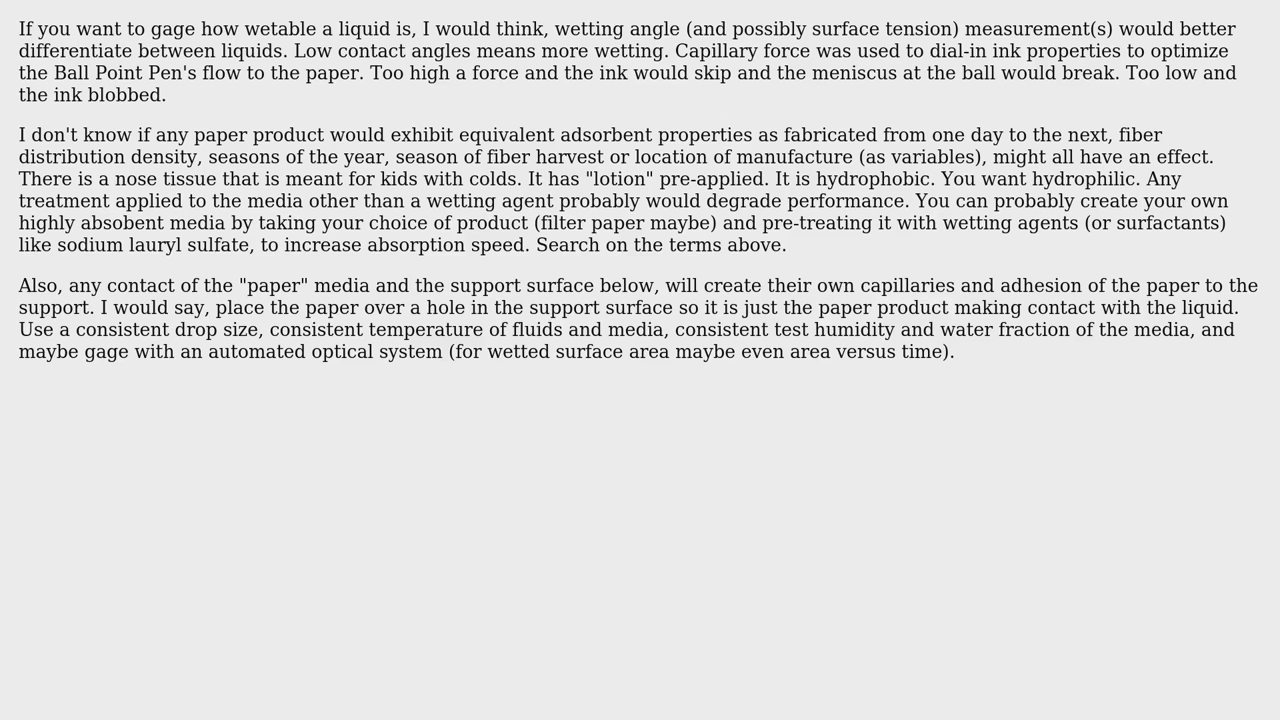 If you want to gage how wetable a liquid is, I would think, wetting angle (and possibly surface tension) measurement(s) would better
differentiate between liquids. Low contact angles means more wetting. Capillary force was used to dial-in ink properties to optimize
the Ball Point Pen's flow to the paper. Too high a force and the ink would skip and the meniscus at the ball would break. Too low and
the ink blobbed.
I don't know if any paper product would exhibit equivalent adsorbent properties as fabricated from one day to the next, fiber
distribution density, seasons of the year, season of fiber harvest or location of manufacture (as variables), might all have an effect.
There is a nose tissue that is meant for kids with colds. It has "lotion" pre-applied. It is hydrophobic. You want hydrophilic. Any
treatment applied to the media other than a wetting agent probably would degrade performance. You can probably create your own
highly absobent media by taking your choice of product (filter paper maybe) and pre-treating it with wetting agents (or surfactants)
like sodium lauryl sulfate, to increase absorption speed. Search on the terms above.
Also, any contact of the "paper" media and the support surface below, will create their own capillaries and adhesion of the paper to the
support. I would say, place the paper over a hole in the support surface so it is just the paper product making contact with the liquid.
Use a consistent drop size, consistent temperature of fluids and media, consistent test humidity and water fraction of the media, and
maybe gage with an automated optical system (for wetted surface area maybe even area versus time).